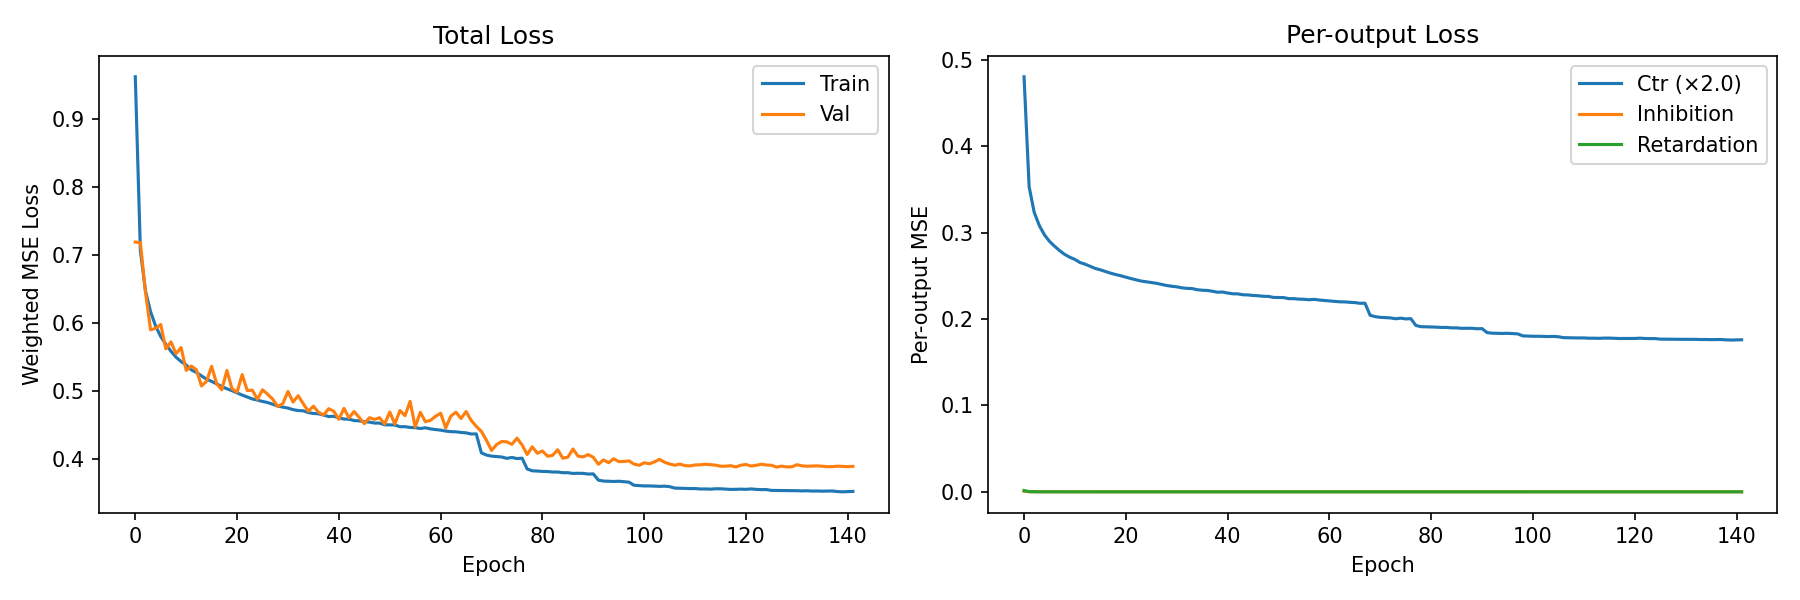 Total Loss
Weighted MSE Loss
0.9
0.8
0.7
0.6
0.5
0.4
Train
Val
0 20 40 60 80 100 120 140
Epoch
Per-output Loss
Per-output MSE
0.5
0.4
0.3
0.2
0.1
0.0
Ctr (×2.0)
Inhibition
Retardation
0 20 40 60 80 100 120 140
Epoch